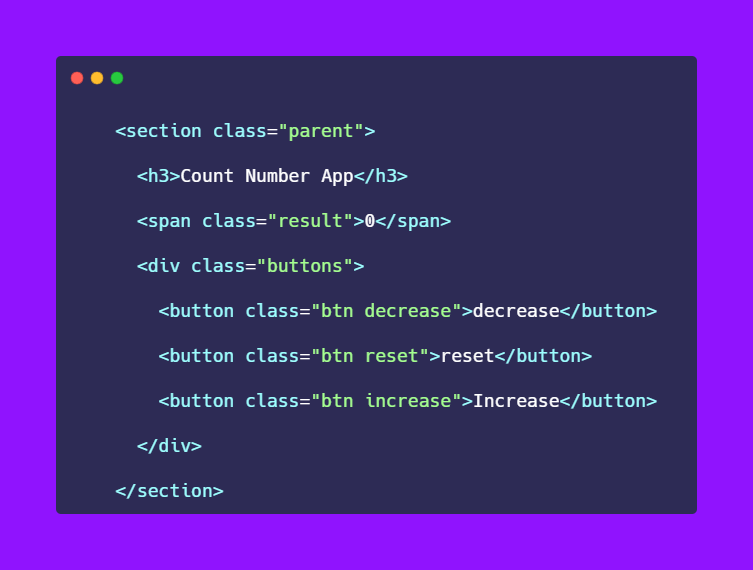 <section class="parent">
<h3>Count Number App</h3>
<span class="result">0</span>
<div class="buttons">
<button class="btn decrease">decrease</button>
<button class="btn reset">reset</button>
<button class="btn increase">Increase</button>
</div>
</section>